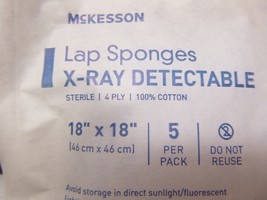 McKESSON
Lap Sponges
X-RAY DETECTABLE
STERILE | 4 PLY | 100% COTTON
18" x 18"
(46 cm x 46 cm)
5
PER
PACK
DO NOT
REUSE
Avoid storage in direct sunlight/fluorescent